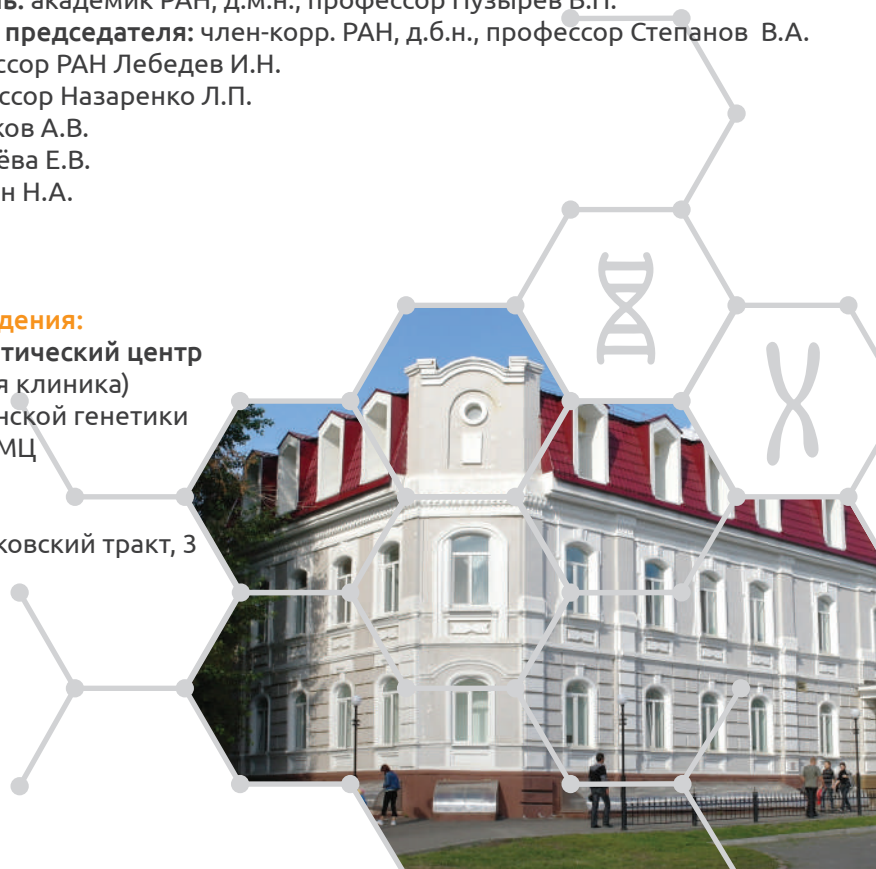 ь: академик РАН, д.м.н., профессор Пузырев В.П.
председателя: член-корр. РАН, д.б.н., профессор Степанов В.А.
ссор РАН Лебедев И.Н.
ссор Назаренко Л.П.
ков А.В.
ёва Е.В.
н Н.А.
дения:
тический центр
я клиника)
нской генетики
МЦ
ковский тракт, 3